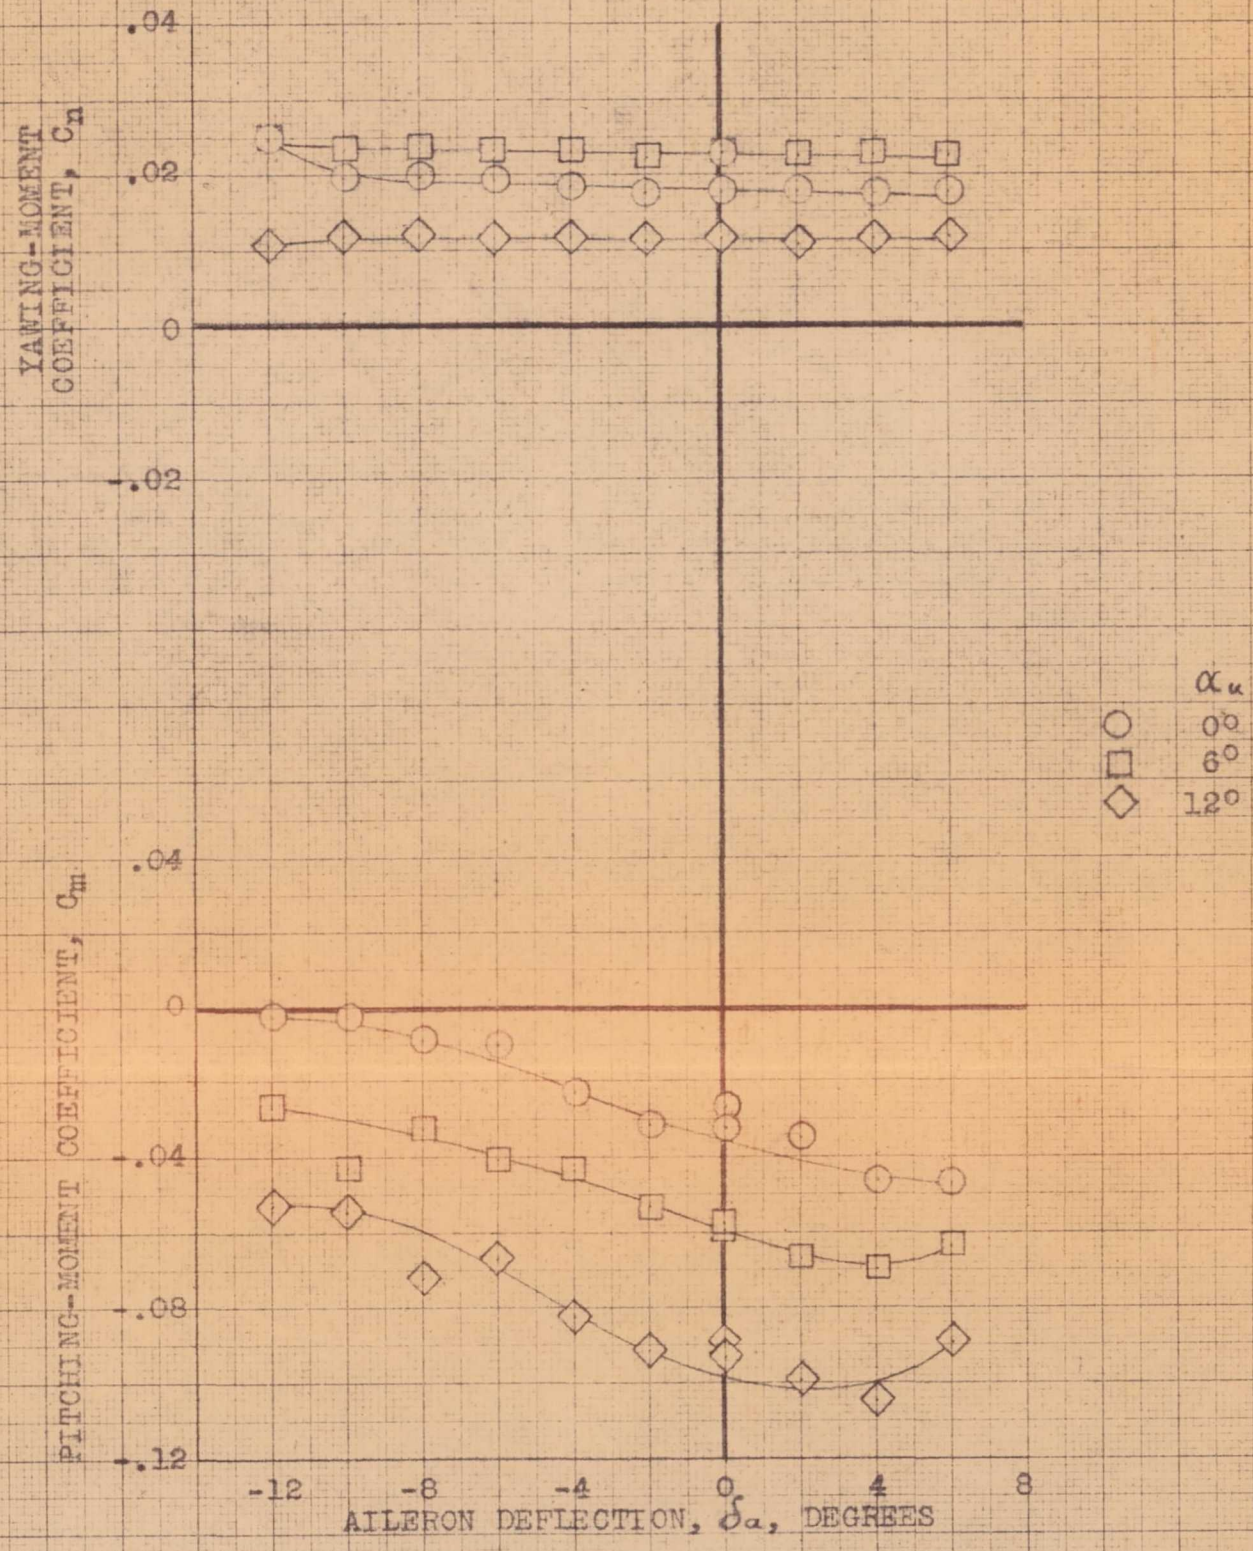 .04
.02
0
-.02
YAWING-MOMENT
COEFFICIENT, Cn
αu
0°
6°
12°
.04
0
-.04
-.08
-.12
PITCHING-MOMENT COEFFICIENT, Cm
-12 -8 -4 0 4 8
AILERON DEFLECTION, δa, DEGREES